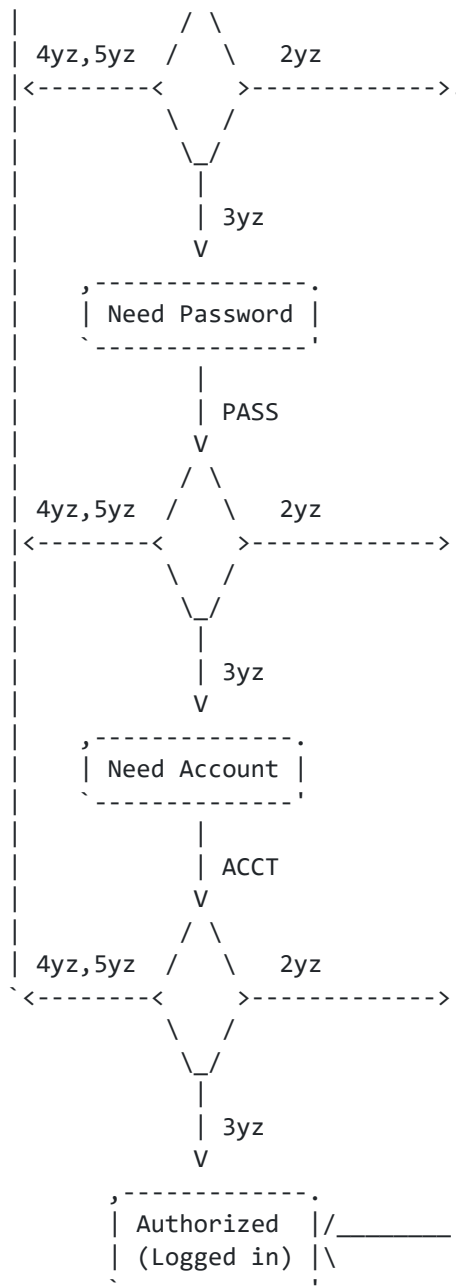 4yz,5yz 2yz
3yz
Need Password
PASS
4yz,5yz 2yz
3yz
Need Account
ACCT
4yz,5yz 2yz
3yz
Authorized
(Logged in)